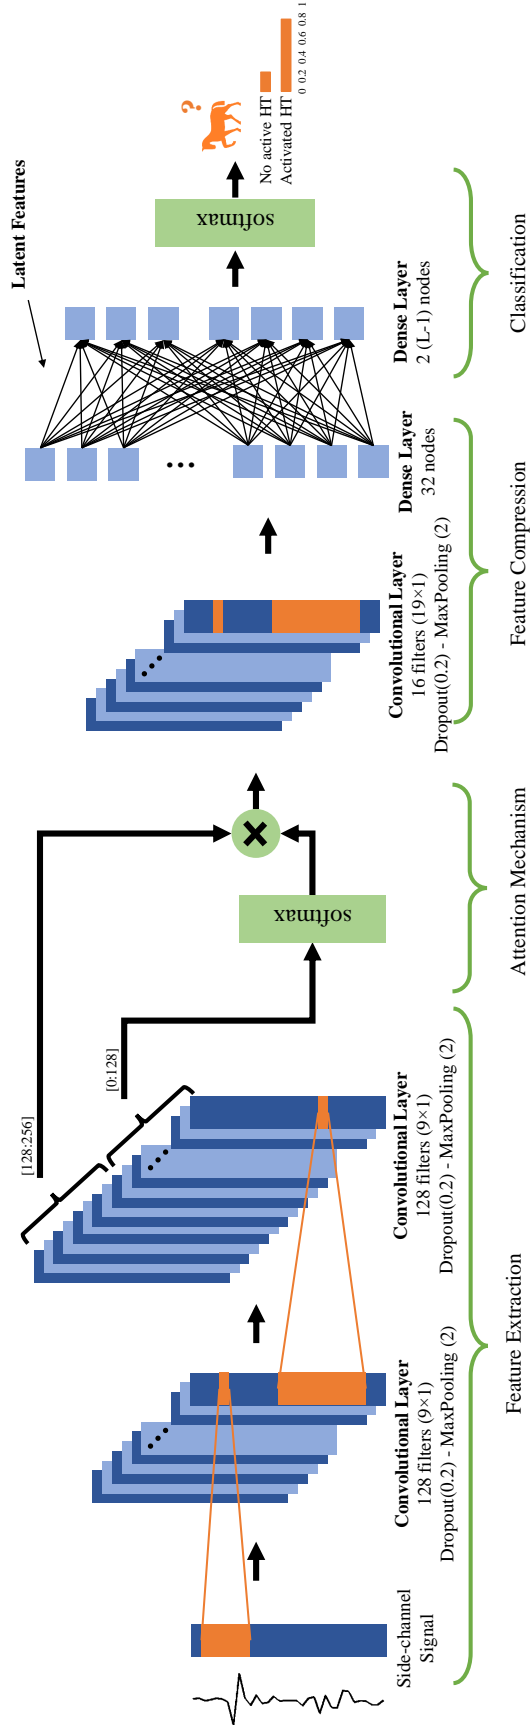 Side-channel
Signal
Convolutional Layer
128 filters (9×1)
Dropout(0.2) - MaxPooling (2)
Convolutional Layer
128 filters (9×1)
Dropout(0.2) - MaxPooling (2)
Feature Extraction
[128:256]
[0:128]
softmax
Attention Mechanism
Convolutional Layer
16 filters (19×1)
Dropout(0.2) - MaxPooling (2)
Dense Layer
32 nodes
Feature Compression
Latent Features
Dense Layer
2 (L-1) nodes
softmax
Classification
?
No active HT
Activated HT
0 0.2 0.4 0.6 0.8 1